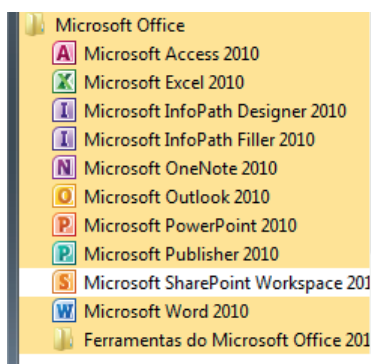 Microsoft Office
Microsoft Access 2010
Microsoft Excel 2010
Microsoft InfoPath Designer 2010
Microsoft InfoPath Filler 2010
Microsoft OneNote 2010
Microsoft Outlook 2010
Microsoft PowerPoint 2010
Microsoft Publisher 2010
Microsoft SharePoint Workspace 201
Microsoft Word 2010
Ferramentas do Microsoft Office 201